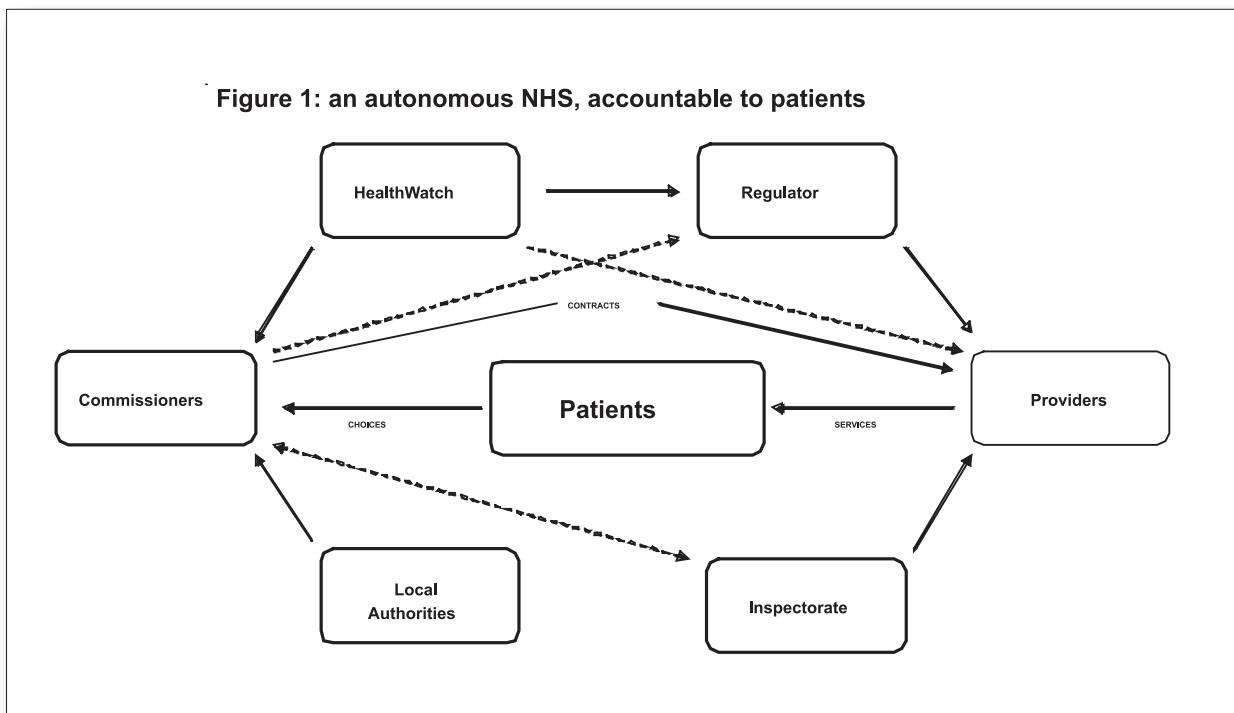 Figure 1: an autonomous NHS, accountable to patients
HealthWatch
Regulator
CONTRACTS
Commissioners
Patients
Providers
CHOICES
SERVICES
Local
Authorities
Inspectorate